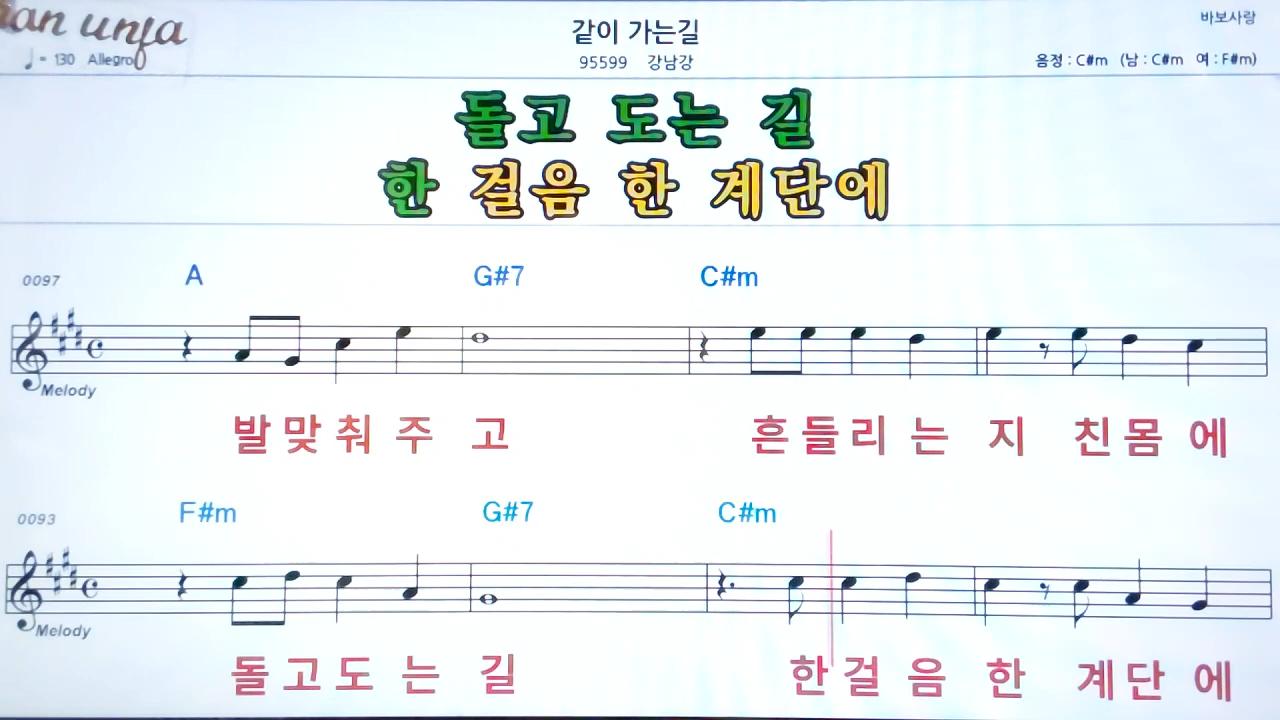 an unja
바보사랑
같이 가는길
♩= 130 Allegro
95599 강남강
음정 : C#m (남 : C#m 여 : F#m)
돌고 도는 길
한 걸음 한 계단에
0097 A G#7 C#m
Melody
발 맞 춰 주 고 흔 들 리 는 지 친 몸 에
0093 F#m G#7 C#m
Melody
돌 고 도 는 길 한 걸 음 한 계 단 에